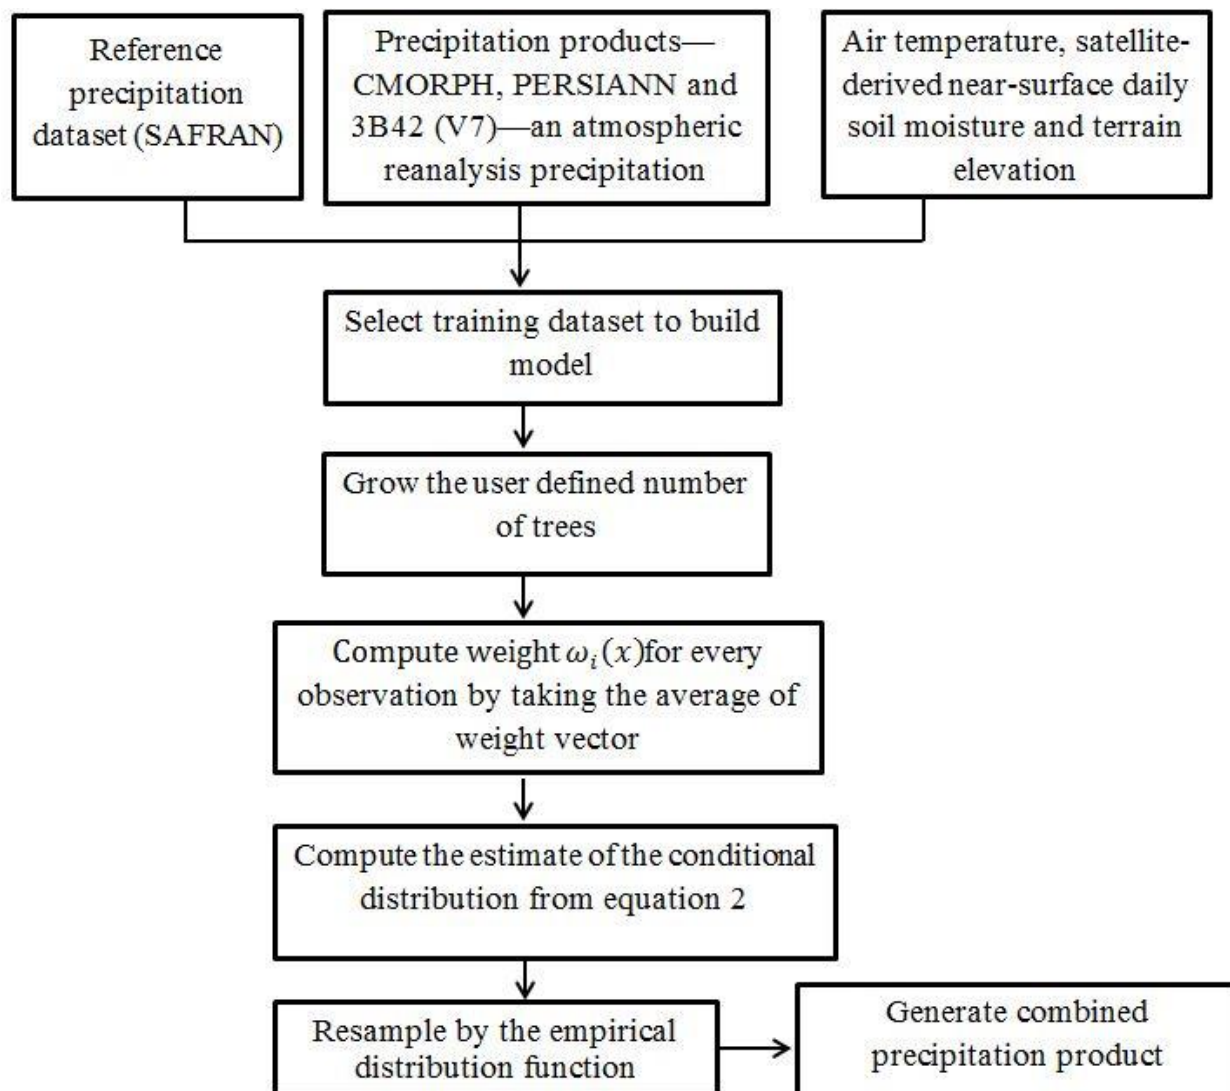 Reference
precipitation
dataset (SAFRAN)
Precipitation products—
CMORPH, PERSIANN and
3B42 (V7)—an atmospheric
reanalysis precipitation
Air temperature, satellite-
derived near-surface daily
soil moisture and terrain
elevation
Select training dataset to build
model
Grow the user defined number
of trees
Compute weight ω_i(x)for every
observation by taking the average of
weight vector
Compute the estimate of the conditional
distribution from equation 2
Resample by the empirical
distribution function
Generate combined
precipitation product